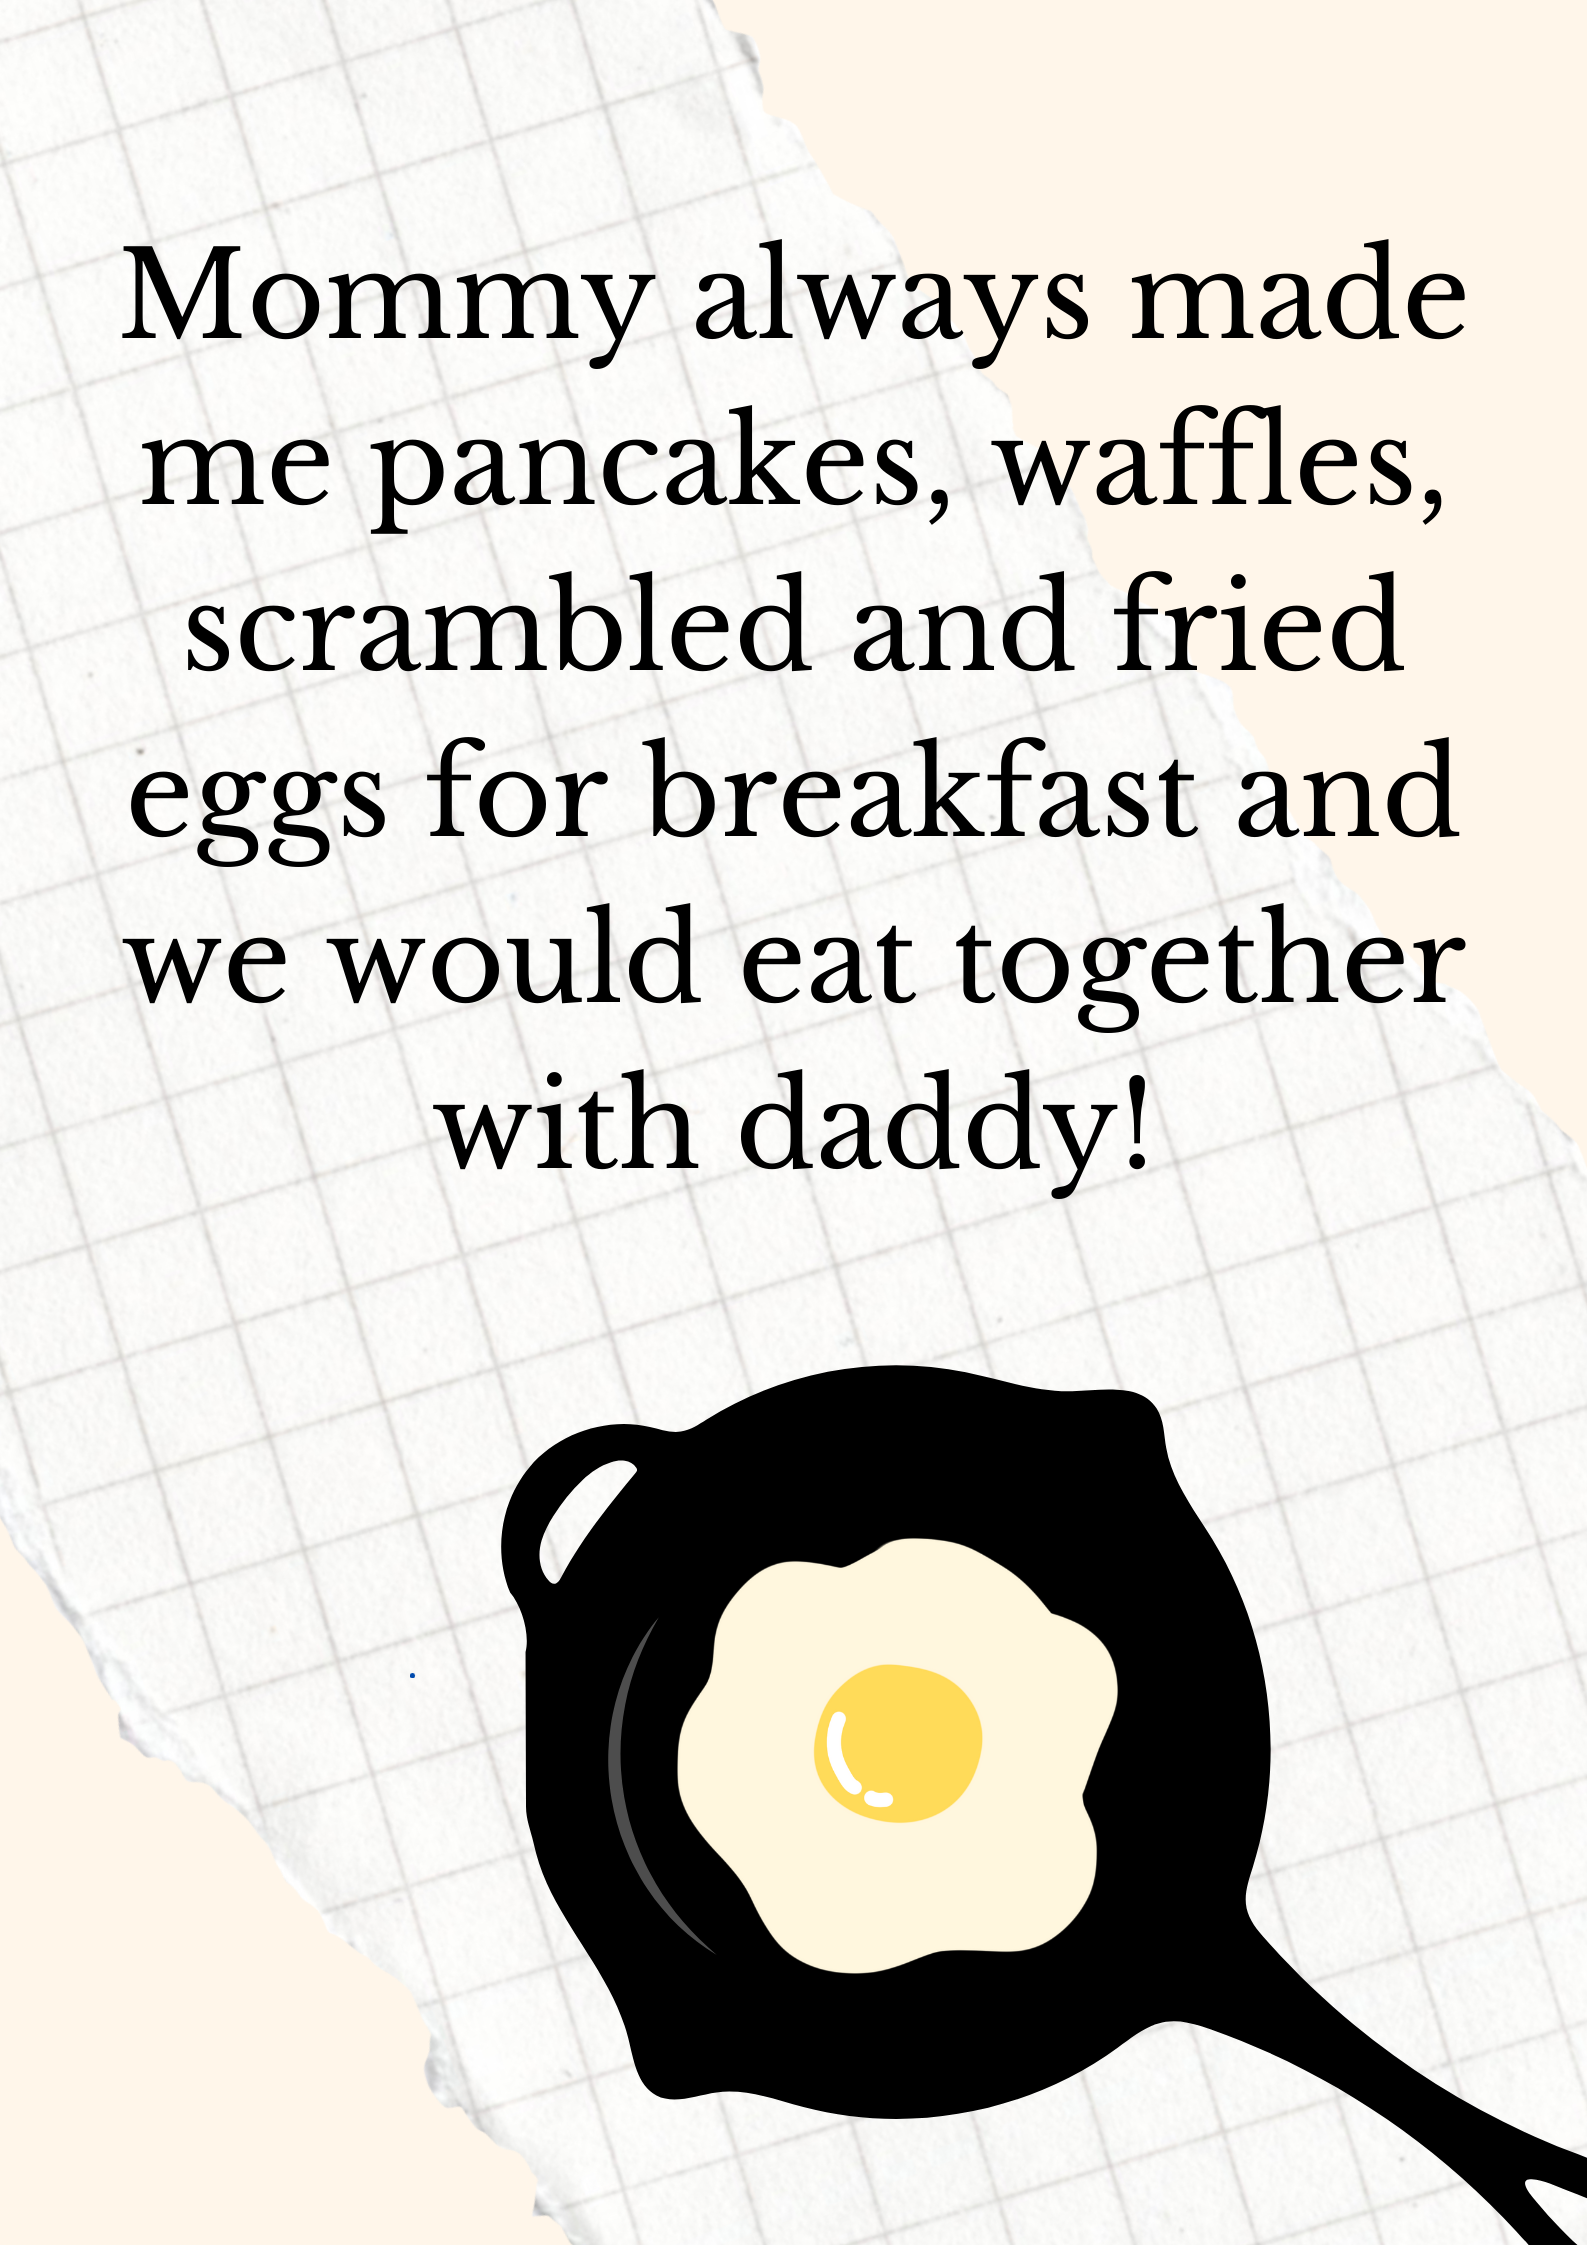 Mommy always made
me pancakes, waffles,
scrambled and fried
eggs for breakfast and
we would eat together
with daddy!